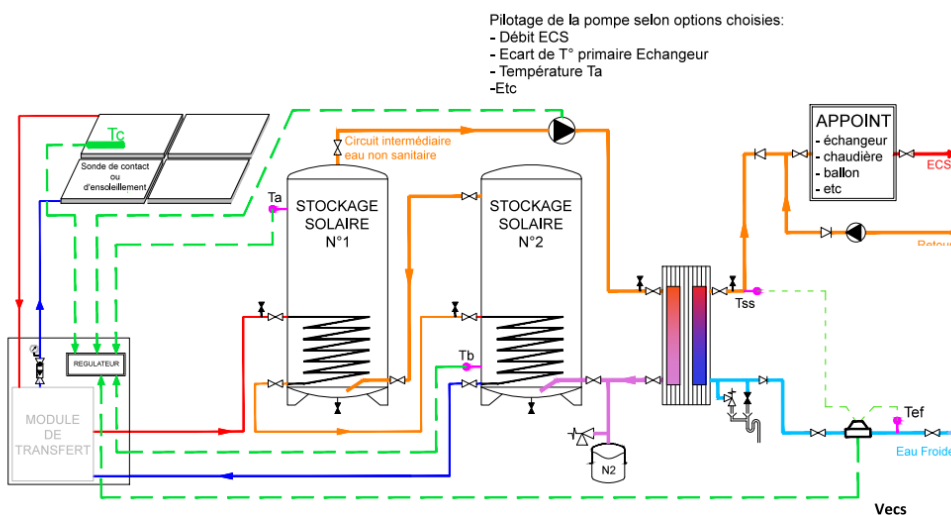 Pilotage de la pompe selon options choisies:
- Débit ECS
- Ecart de T° primaire Echangeur
- Température Ta
-Etc
Tc
Sonde de contact
ou
d'ensoleillement
Circuit intermédiaire
eau non sanitaire
APPOINT
- échangeur
- chaudière
- ballon
- etc
ECS
Retour
Ta
STOCKAGE
SOLAIRE
N°1
STOCKAGE
SOLAIRE
N°2
Tss
REGULATEUR
Tb
MODULE
DE
TRANSFERT
N2
Tef
Eau Froide
Vecs